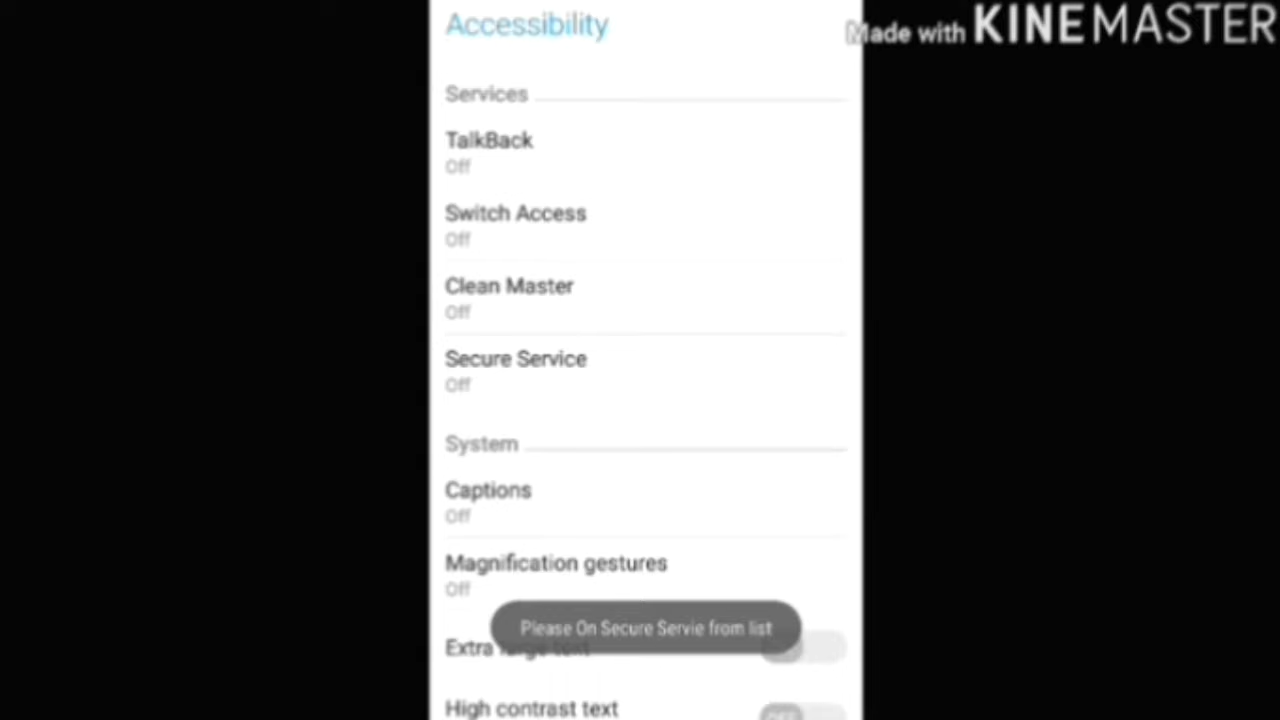 Accessibility
Made with KINEMASTER
Services
TalkBack
Off
Switch Access
Off
Clean Master
Off
Secure Service
Off
System
Captions
Off
Magnification gestures
Off
Please On Secure Servie from list
Extra large text
High contrast text
OFF